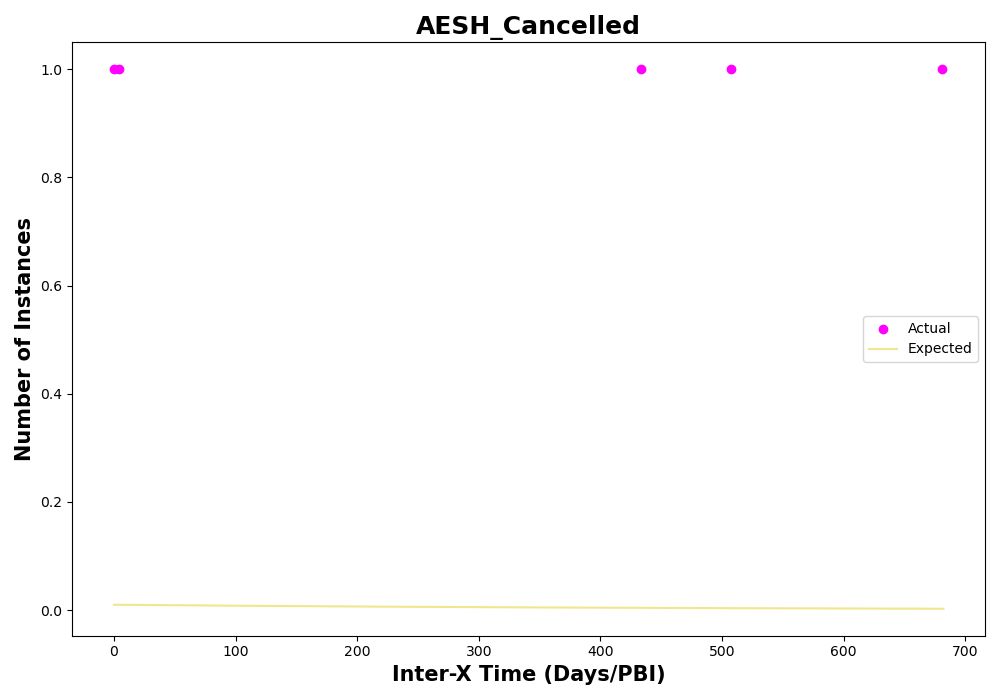 AESH_Cancelled
Number of Instances
1.0
0.8
0.6
0.4
0.2
0.0
Actual
Expected
0 100 200 300 400 500 600 700
Inter-X Time (Days/PBI)